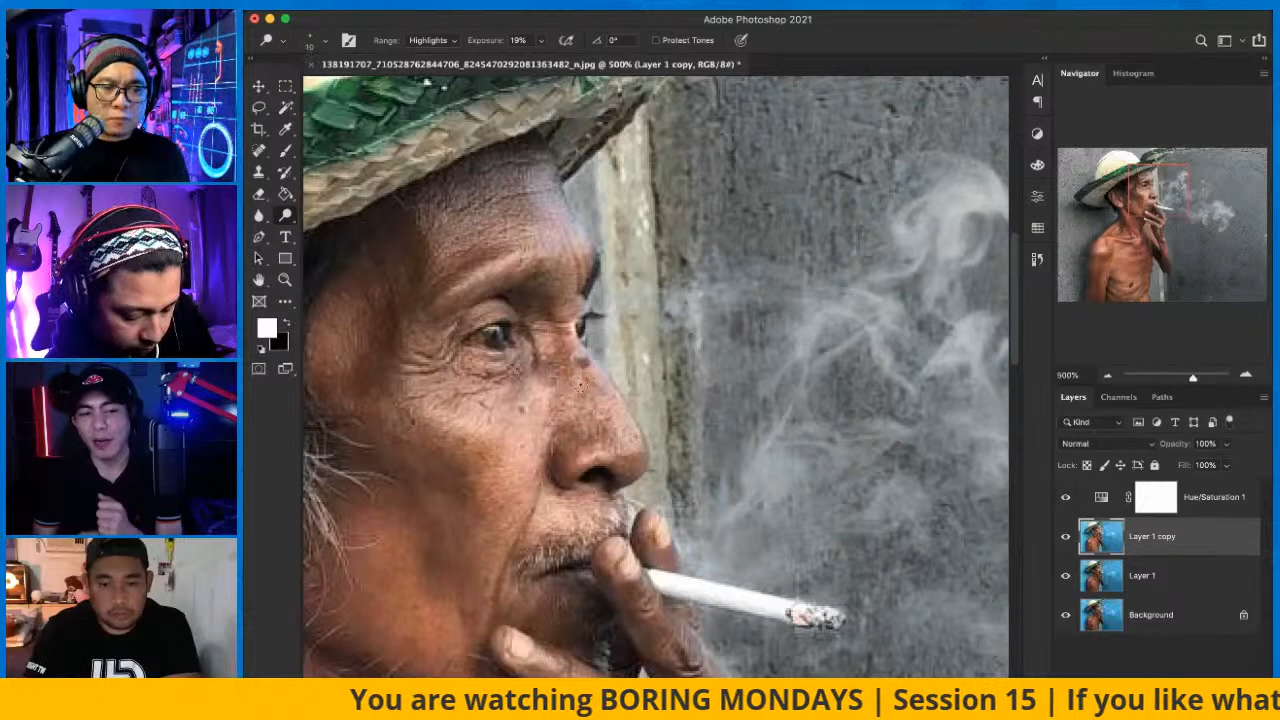 Adobe Photoshop 2021
10
Range: Highlights
Exposure: 19%
0°
Protect Tones
138191707_710528762844706_8245470292081363482_n.jpg @ 500% (Layer 1 copy, RGB/8#) *
Navigator
Histogram
500%
Layers
Channels
Paths
Kind
Normal
Opacity: 100%
Lock:
Fill: 100%
Hue/Saturation 1
Layer 1 copy
Layer 1
Background
You are watching BORING MONDAYS | Session 15 | If you like what